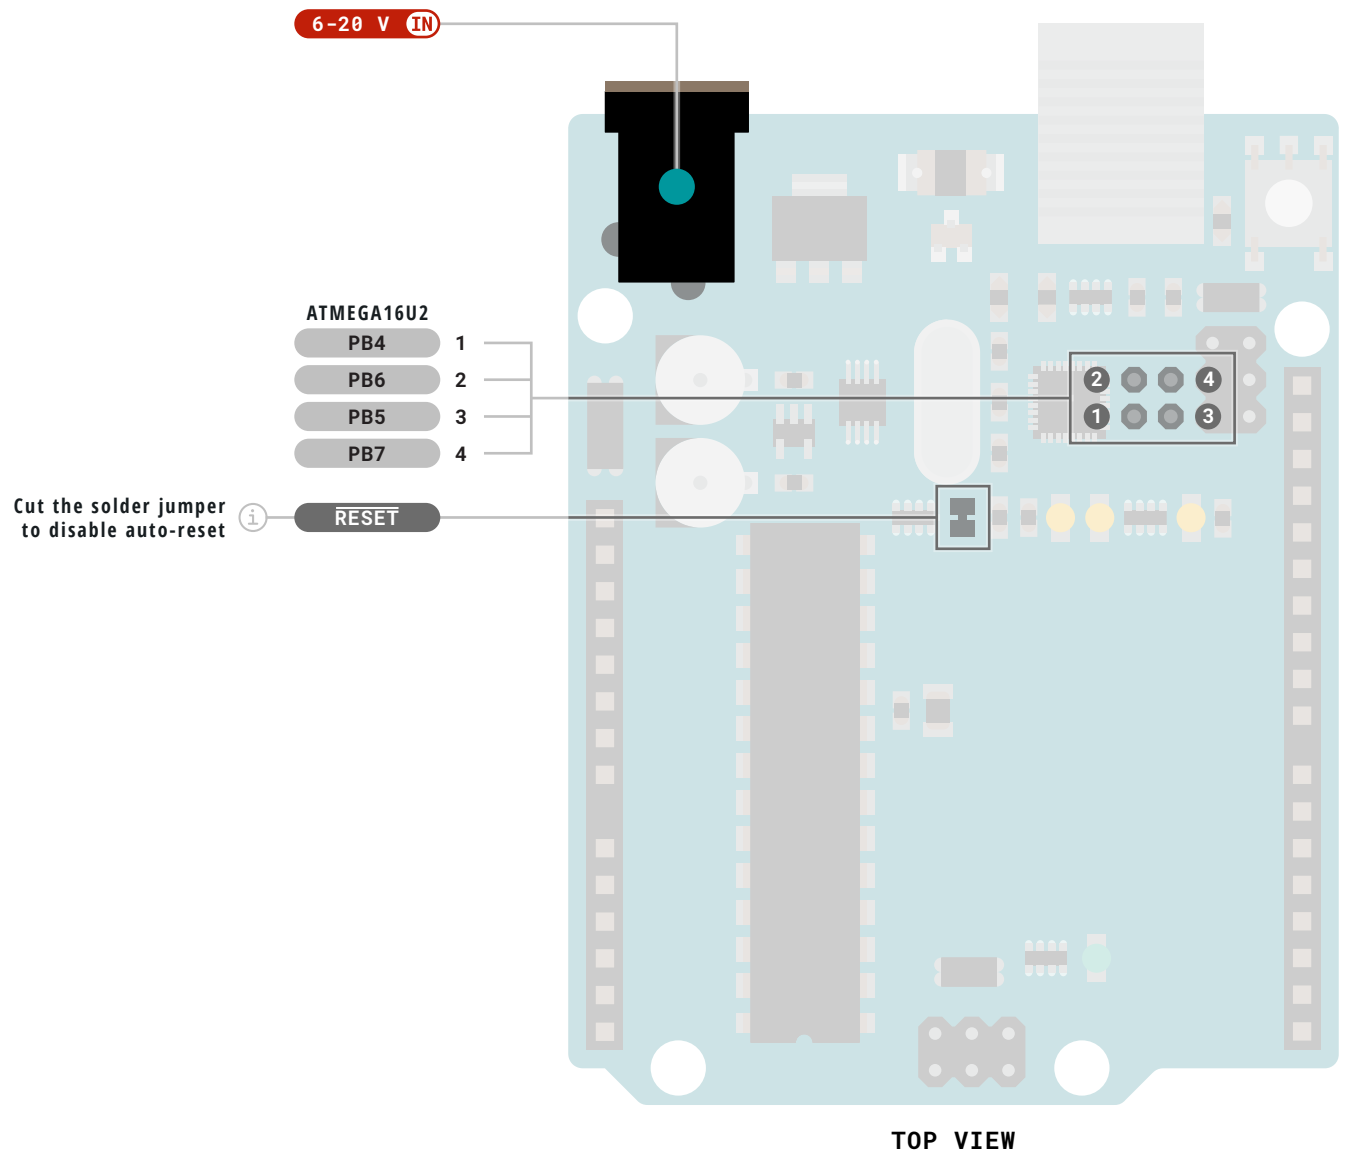 6-20 V IN
ATMEGA16U2
PB4 1
PB6 2
PB5 3
PB7 4
2 4
1 3
Cut the solder jumper
to disable auto-reset
i
RESET
TOP VIEW